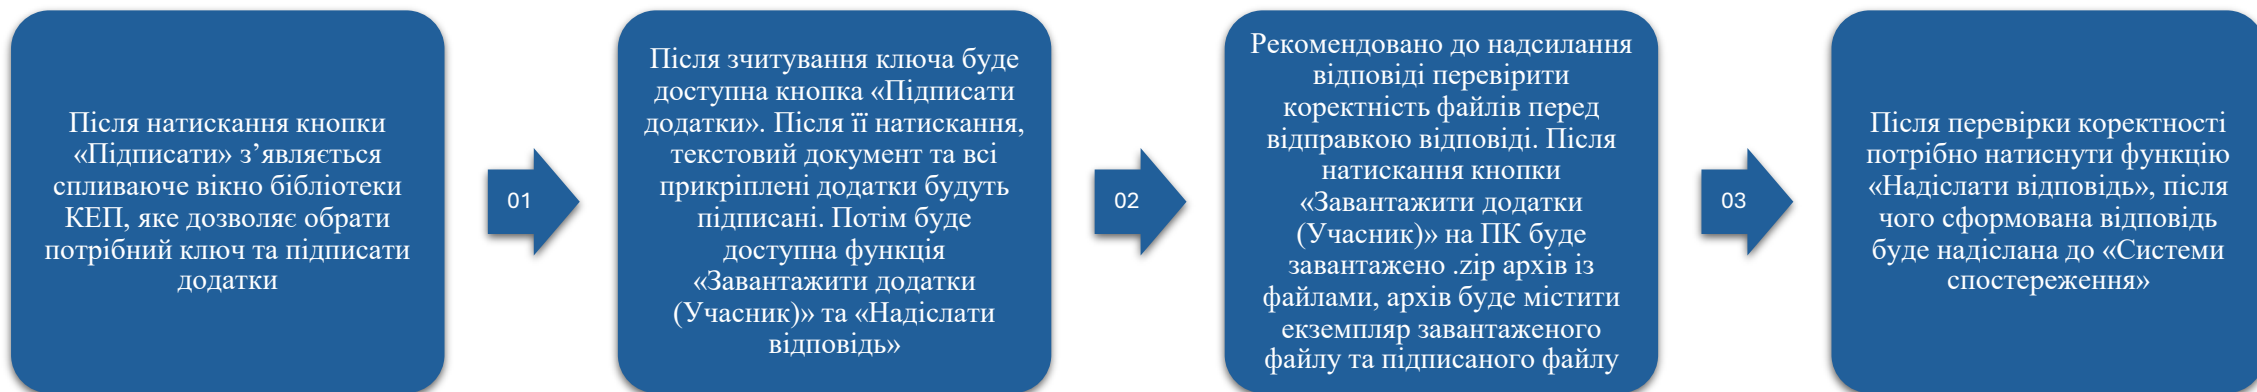 Після натискання кнопки
«Підписати» з’являється
спливаюче вікно бібліотеки
КЕП, яке дозволяє обрати
потрібний ключ та підписати
додатки
01
Після зчитування ключа буде
доступна кнопка «Підписати
додатки». Після її натискання,
текстовий документ та всі
прикріплені додатки будуть
підписані. Потім буде
доступна функція
«Завантажити додатки
(Учасник)» та «Надіслати
відповідь»
02
Рекомендовано до надсилання
відповіді перевірити
коректність файлів перед
відправкою відповіді. Після
натискання кнопки
«Завантажити додатки
(Учасник)» на ПК буде
завантажено .zip архів із
файлами, архів буде містити
екземпляр завантаженого
файлу та підписаного файлу
03
Після перевірки коректності
потрібно натиснути функцію
«Надіслати відповідь», після
чого сформована відповідь
буде надіслана до «Системи
спостереження»